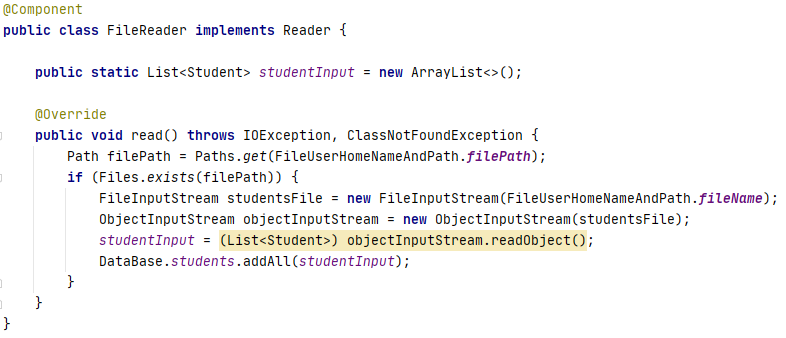 @Component
public class FileReader implements Reader {
public static List<Student> studentInput = new ArrayList<>();
@Override
public void read() throws IOException, ClassNotFoundException {
Path filePath = Paths.get(FileUserHomeNameAndPath.filePath);
if (Files.exists(filePath)) {
FileInputStream studentsFile = new FileInputStream(FileUserHomeNameAndPath.fileName);
ObjectInputStream objectInputStream = new ObjectInputStream(studentsFile);
studentInput = (List<Student>) objectInputStream.readObject();
DataBase.students.addAll(studentInput);
}
}
}